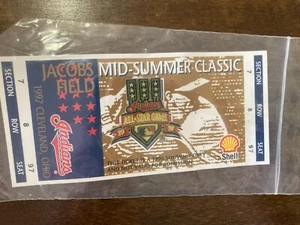 SECTION
7
ROW
8
SEAT
97
JACOBS
FIELD
1997 CLEVELAND, OHIO
Indians
MID-SUMMER CLASSIC
ALL-STAR GAME
Shell
SECTION
7
ROW
8
SEAT
97